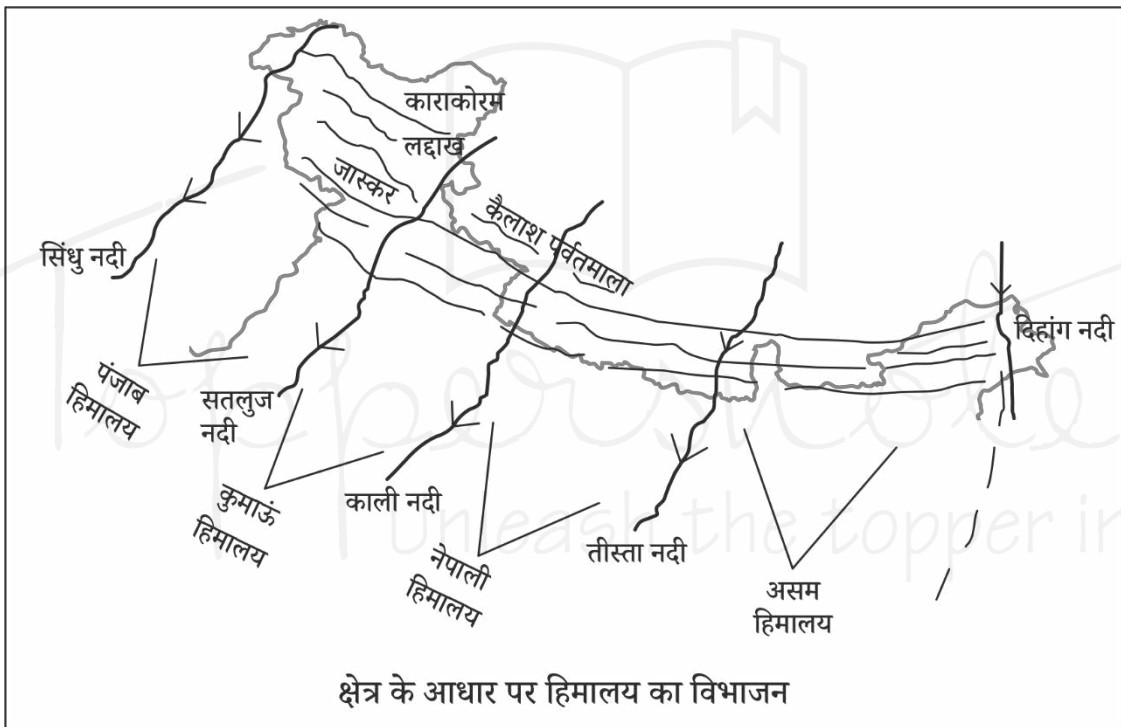 काराकोरम
लद्दाख
जास्कर
कैलाश पर्वतमाला
सिंधु नदी
दिहांग नदी
पंजाब
हिमालय
सतलुज
नदी
कुमाऊं
हिमालय
काली नदी
नेपाली
हिमालय
तीस्ता नदी
असम
हिमालय
Toppersnotes
Unleash the topper in
क्षेत्र के आधार पर हिमालय का विभाजन